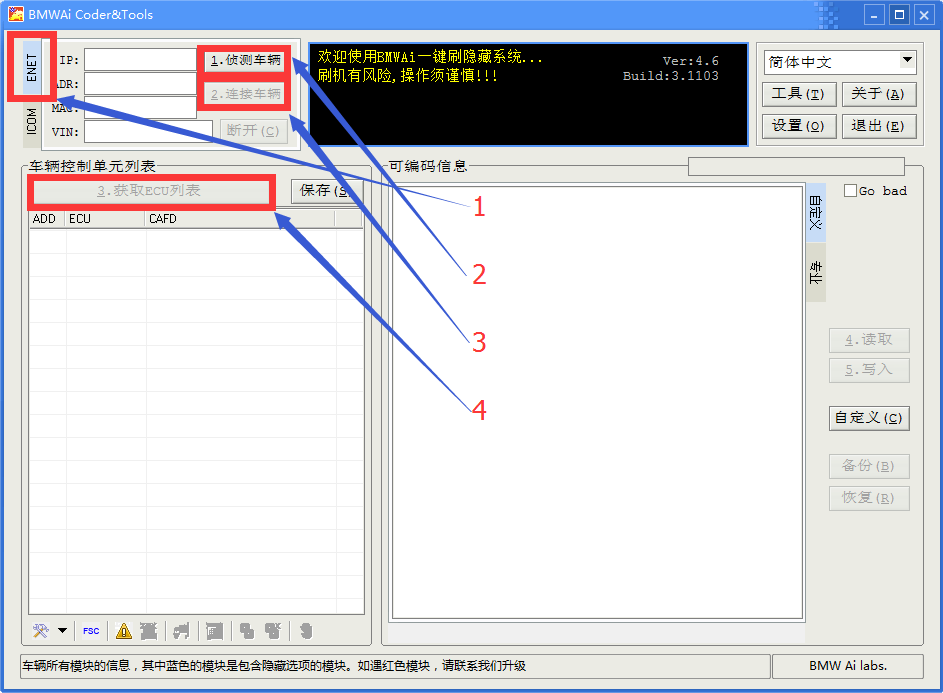 BMWAi Coder&Tools
ENET
ICOM
IP:
ADR:
MAC:
VIN:
1.侦测车辆
2.连接车辆
断开(C)
欢迎使用BMWAi一键刷隐藏系统...
刷机有风险,操作须谨慎!!!
Ver:4.6
Build:3.1103
简体中文
工具(T)
关于(A)
设置(O)
退出(E)
车辆控制单元列表
3.获取ECU列表
保存(S)
ADD
ECU
CAFD
可编码信息
自定义
专业
Go bad
4.读取
5.写入
自定义(C)
备份(B)
恢复(R)
1
2
3
4
FSC
车辆所有模块的信息，其中蓝色的模块是包含隐藏选项的模块。如遇红色模块，请联系我们升级
BMW Ai labs.